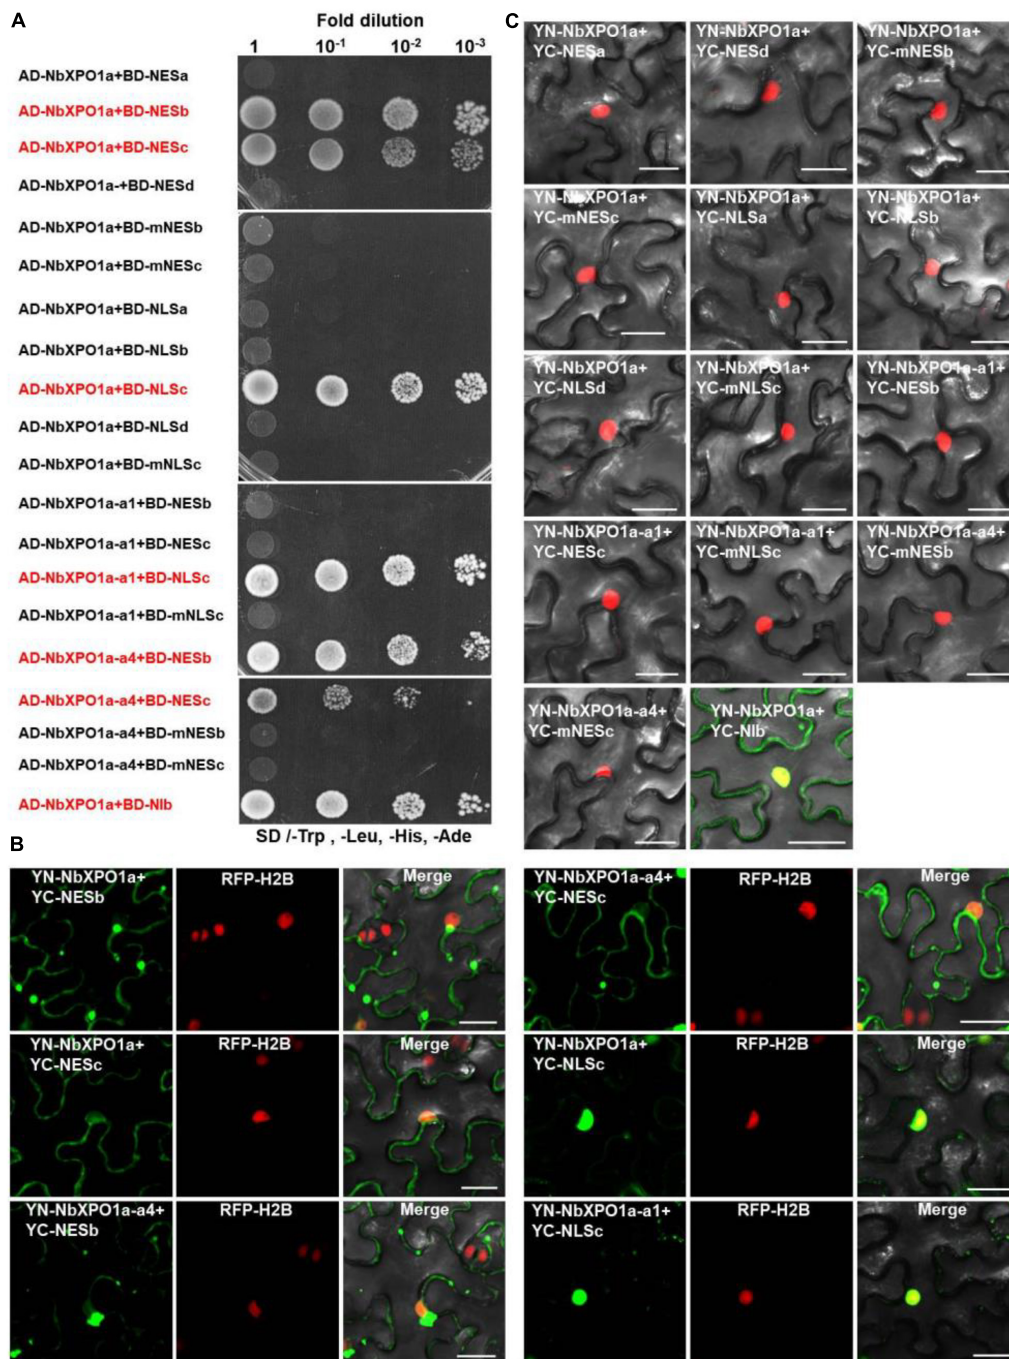 A
Fold dilution
1 10-1 10-2 10-3
AD-NbXPO1a+BD-NESa
AD-NbXPO1a+BD-NESb
AD-NbXPO1a+BD-NESc
AD-NbXPO1a-+BD-NESd
AD-NbXPO1a+BD-mNESb
AD-NbXPO1a+BD-mNESc
AD-NbXPO1a+BD-NLSa
AD-NbXPO1a+BD-NLSb
AD-NbXPO1a+BD-NLSc
AD-NbXPO1a+BD-NLSd
AD-NbXPO1a+BD-mNLSc
AD-NbXPO1a-a1+BD-NESb
AD-NbXPO1a-a1+BD-NESc
AD-NbXPO1a-a1+BD-NLSc
AD-NbXPO1a-a1+BD-mNLSc
AD-NbXPO1a-a4+BD-NESb
AD-NbXPO1a-a4+BD-NESc
AD-NbXPO1a-a4+BD-mNESb
AD-NbXPO1a-a4+BD-mNESc
AD-NbXPO1a+BD-NIb
SD /-Trp , -Leu, -His, -Ade
B
YN-NbXPO1a+
YC-NESb
RFP-H2B
Merge
YN-NbXPO1a-a4+
YC-NESc
RFP-H2B
Merge
YN-NbXPO1a+
YC-NESc
RFP-H2B
Merge
YN-NbXPO1a+
YC-NLSc
RFP-H2B
Merge
YN-NbXPO1a-a4+
YC-NESb
RFP-H2B
Merge
YN-NbXPO1a-a1+
YC-NLSc
RFP-H2B
Merge
C
YN-NbXPO1a+
YC-NESa
YN-NbXPO1a+
YC-NESd
YN-NbXPO1a+
YC-mNESb
YN-NbXPO1a+
YC-mNESc
YN-NbXPO1a+
YC-NLSa
YN-NbXPO1a+
YC-NLSb
YN-NbXPO1a+
YC-NLSd
YN-NbXPO1a+
YC-mNLSc
YN-NbXPO1a-a1+
YC-NESb
YN-NbXPO1a-a1+
YC-NESc
YN-NbXPO1a-a1+
YC-mNLSc
YN-NbXPO1a-a4+
YC-mNESb
YN-NbXPO1a-a4+
YC-mNESc
YN-NbXPO1a+
YC-NIb